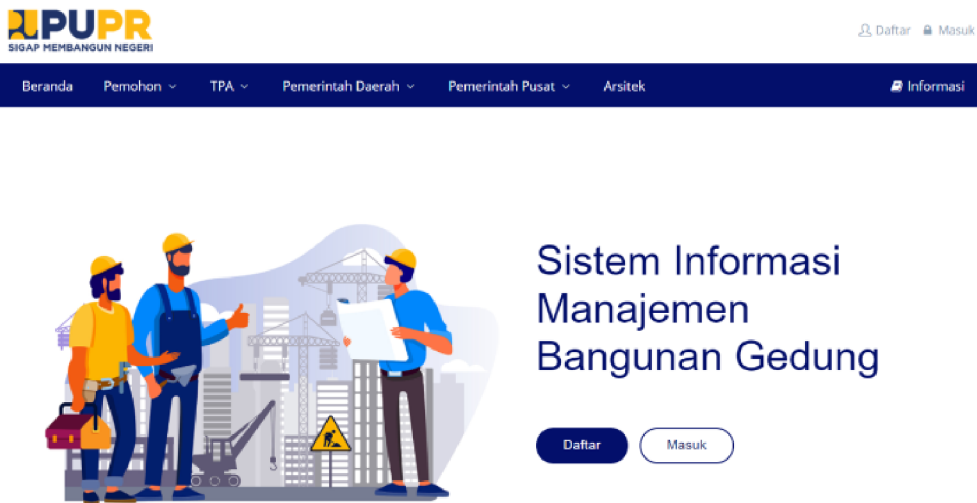 PUPR
SIGAP MEMBANGUN NEGERI
Daftar Masuk
Beranda Pemohon TPA Pemerintah Daerah Pemerintah Pusat Arsitek Informasi
Sistem Informasi
Manajemen
Bangunan Gedung
Daftar Masuk